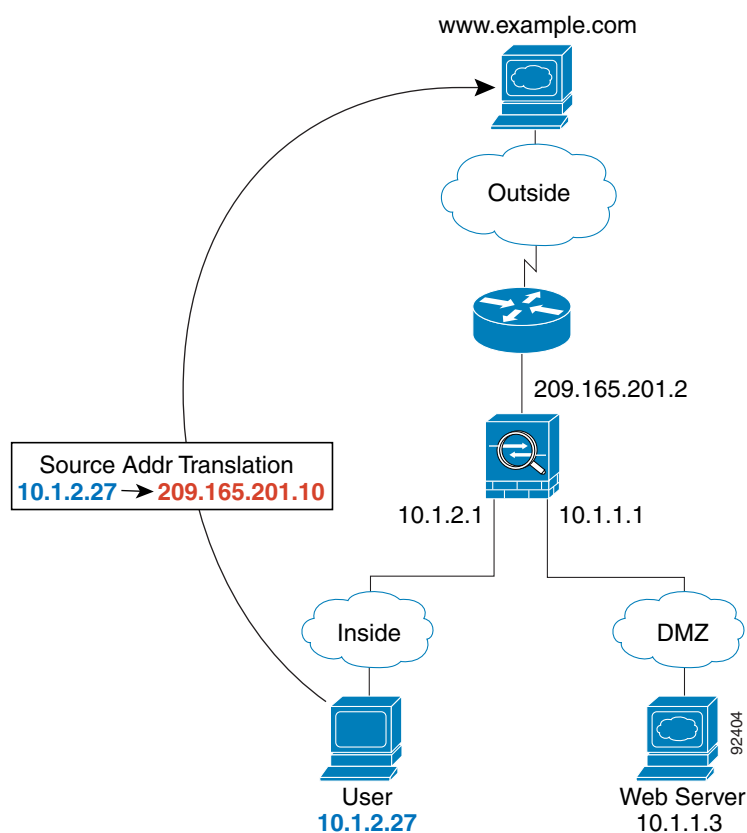 www.example.com
Outside
209.165.201.2
Source Addr Translation
10.1.2.27 209.165.201.10
10.1.2.1
10.1.1.1
Inside
DMZ
92404
User
10.1.2.27
Web Server
10.1.1.3